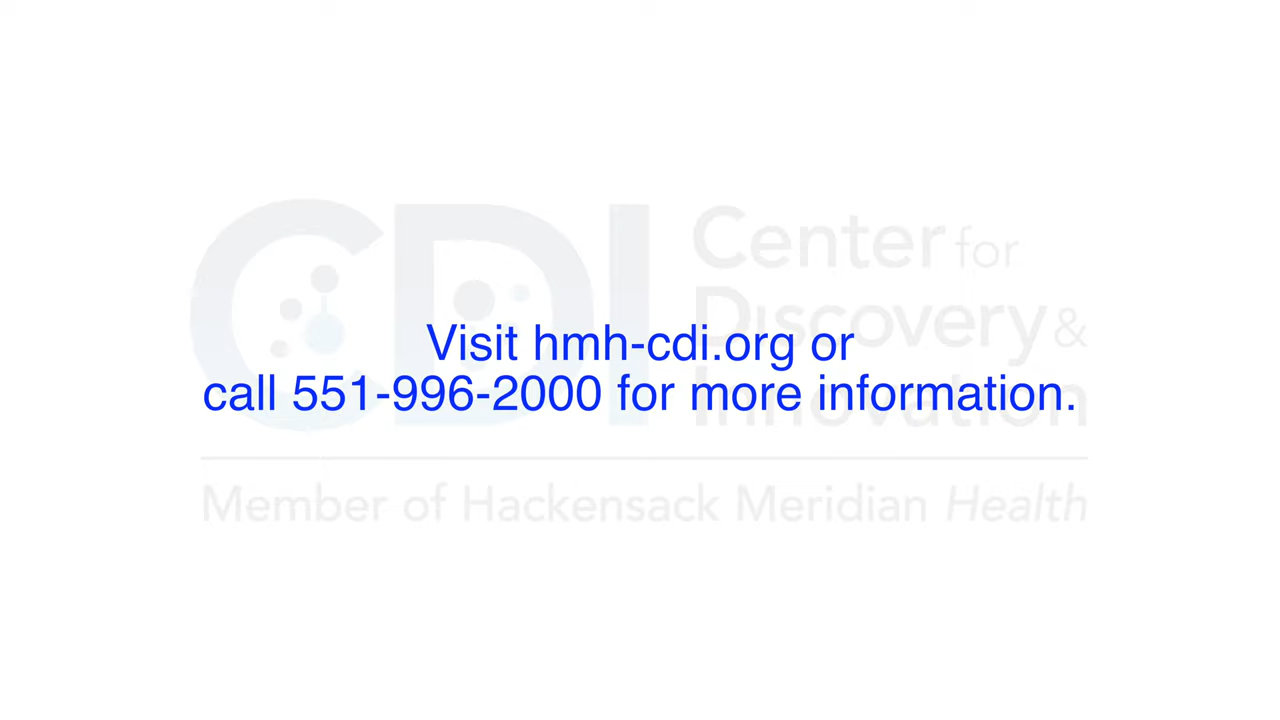 CDI
Center for
Discovery &
Innovation
Visit hmh-cdi.org or
call 551-996-2000 for more information.
Member of Hackensack Meridian Health